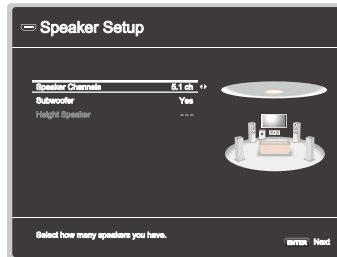 Speaker Setup
Speaker Channels 5.1 ch
Subwoofer Yes
Height Speaker ---
Select how many speakers you have.
ENTER Next